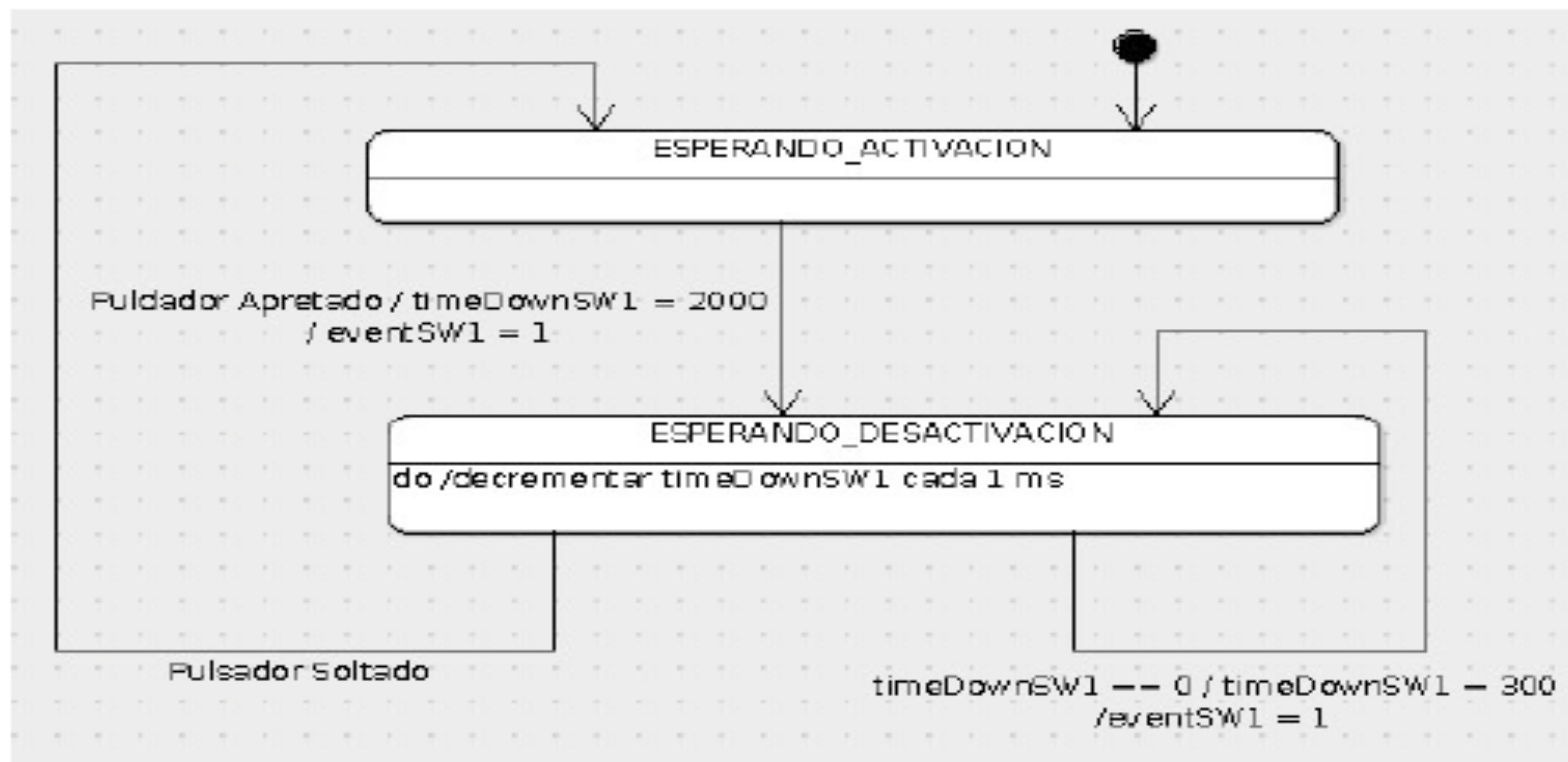 ESPERANDO_ACTIVACION
Puldador Apretado / timeDownSW1 = 2000
/ eventSW1 = 1
ESPERANDO_DESACTIVACION
do /decrementar timeDownSW1 cada 1 ms
Pulsador Soltado
timeDownSW1 == 0 / timeDownSW1 = 300
/eventSW1 = 1